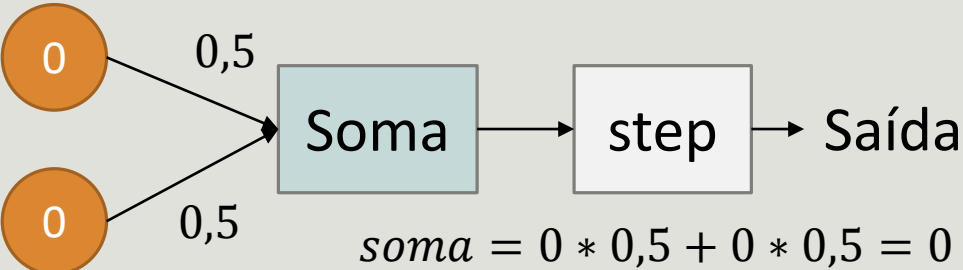 0
0,5
Soma
step
Saída
0
0,5
soma = 0 ∗ 0,5 + 0 ∗ 0,5 = 0